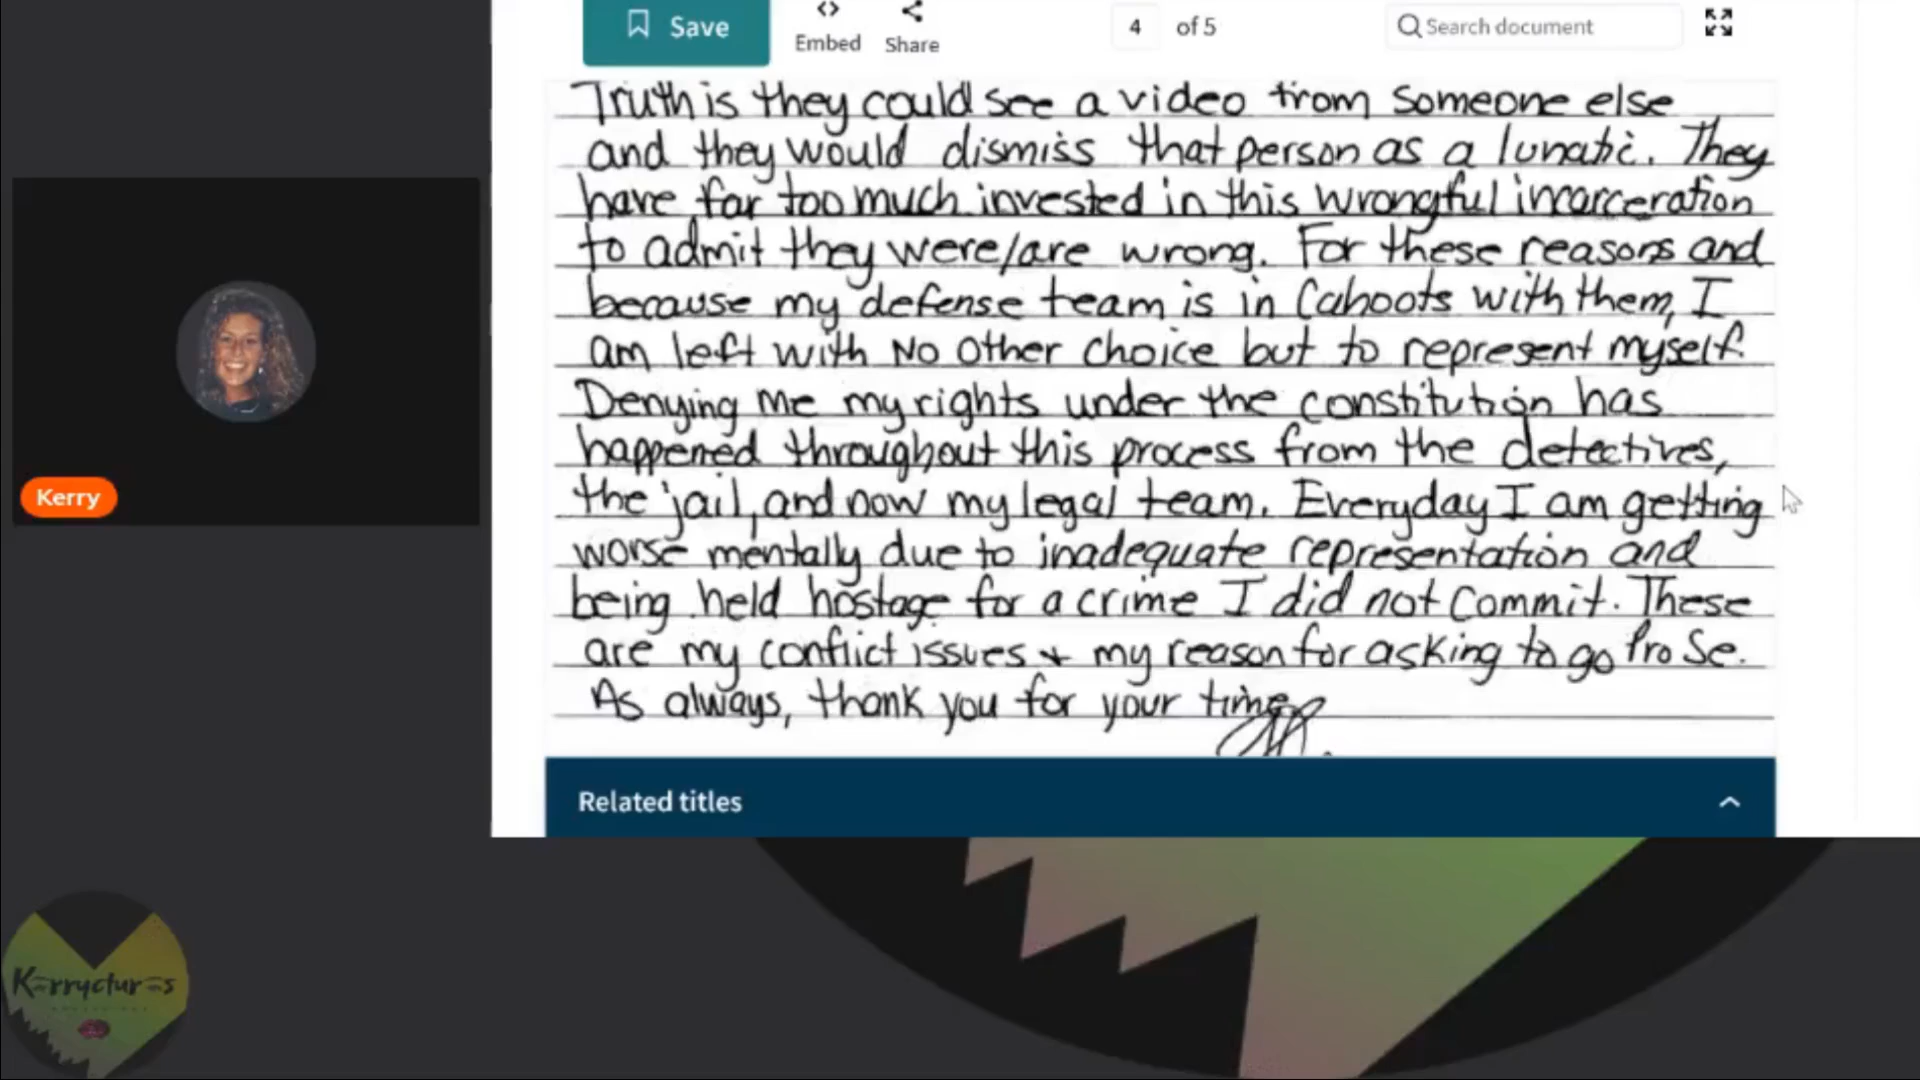 Save
Embed
Share
4 of 5
Search document
Truth is they could see a video from someone else
and they would dismiss that person as a lunatic. They
have far too much invested in this wrongful incarceration
to admit they were/are wrong. For these reasons and
because my defense team is in Cahoots with them, I
am left with No other choice but to represent myself.
Denying me my rights under the constitution has
happened throughout this process from the detectives,
the jail, and now my legal team. Everyday I am getting
worse mentally due to inadequate representation and
being held hostage for a crime I did not Commit. These
are my conflict issues + my reason for asking to go Pro Se.
As always, thank you for your time
Related titles
Kerry
Kerryctures